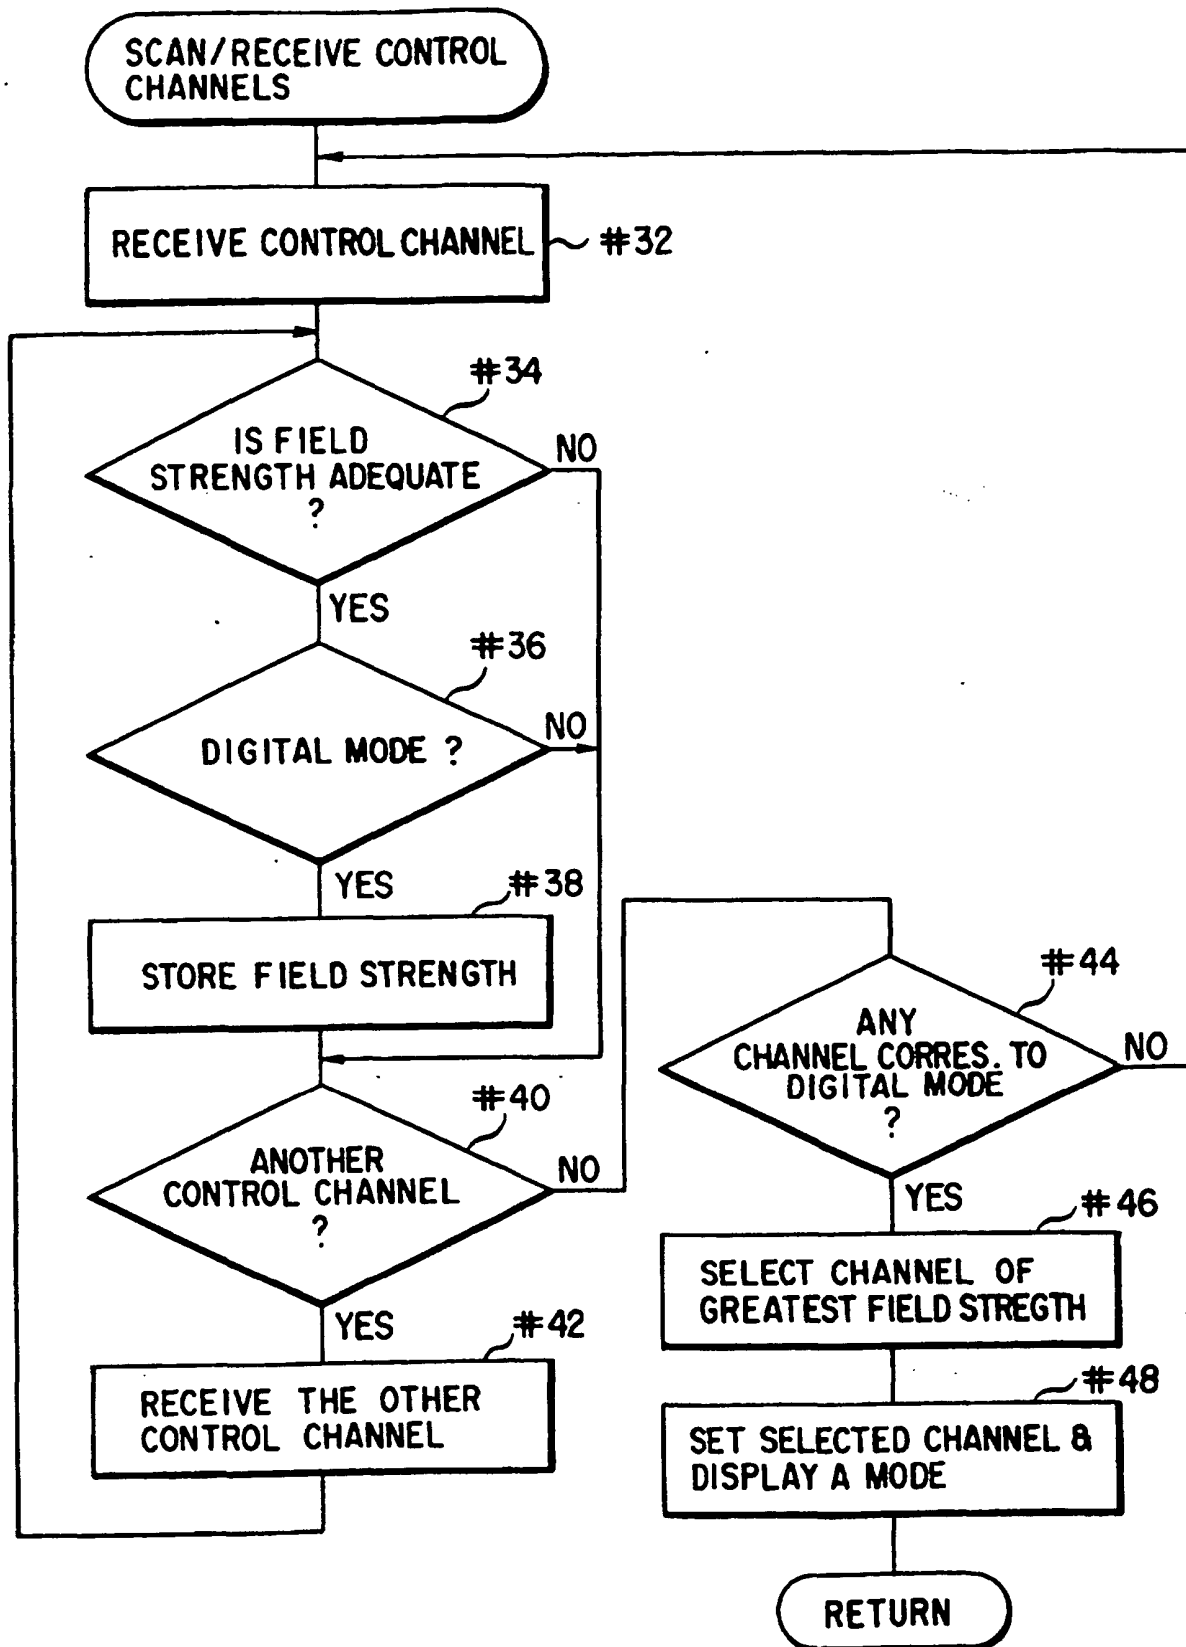 SCAN/RECEIVE CONTROL
CHANNELS
RECEIVE CONTROL CHANNEL
#32
#34
IS FIELD
STRENGTH ADEQUATE
?
NO
YES
#36
DIGITAL MODE ?
NO
YES
#38
STORE FIELD STRENGTH
#40
ANOTHER
CONTROL CHANNEL
?
NO
YES
#42
RECEIVE THE OTHER
CONTROL CHANNEL
#44
ANY
CHANNEL CORRES. TO
DIGITAL MODE
?
NO
YES
#46
SELECT CHANNEL OF
GREATEST FIELD STREGTH
#48
SET SELECTED CHANNEL &
DISPLAY A MODE
RETURN